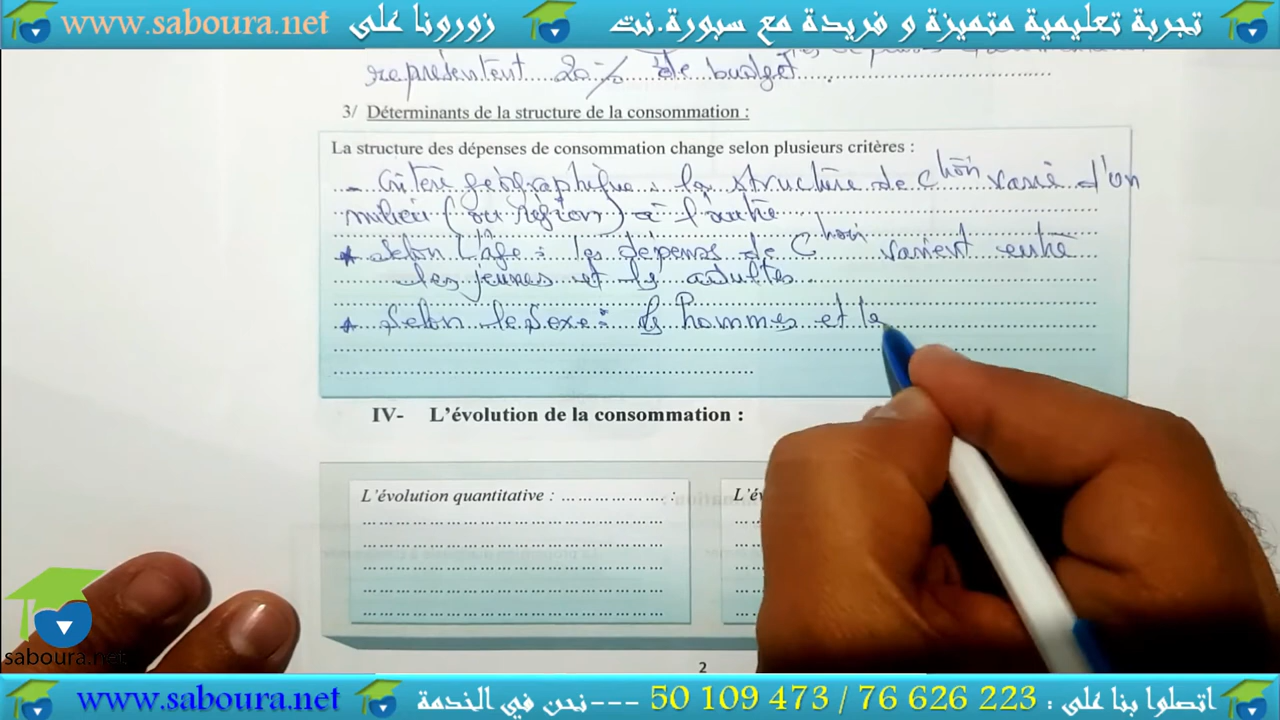 www.saboura.net زورونا على تجربة تعليمية متميزة و فريدة مع سبورة.نت
représentent 20 % de budget.
3/ Déterminants de la structure de la consommation :
La structure des dépenses de consommation change selon plusieurs critères :
- Critère géographique : la structure de C htion varie d'un
milieu (ou région) à l'autre
* Selon l'âge : les dépenses de C htion varient entre
les jeunes et les adultes.
* Selon le sexe : les hommes et le
IV- L'évolution de la consommation :
L'évolution quantitative : ………………… :
L'év
2
saboura.net
www.saboura.net اتصلوا بنا على : 50 109 473 / 76 626 223 ---نحن في الخدمة